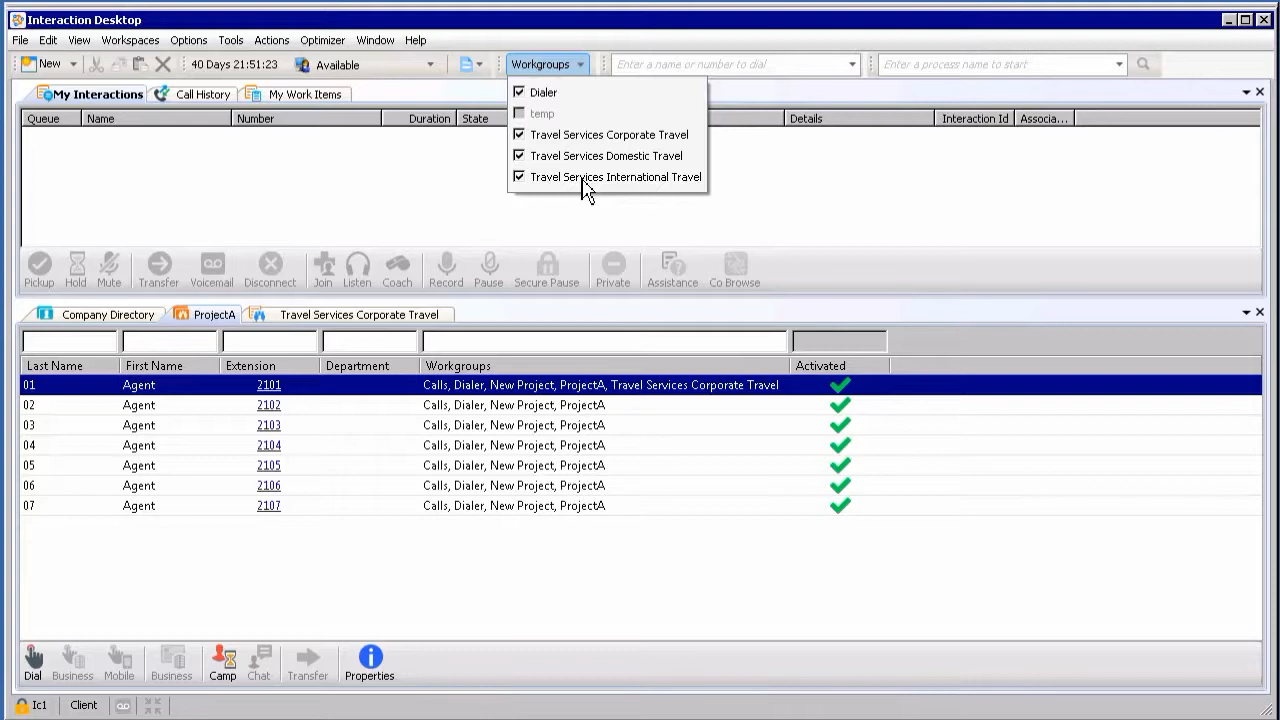 Interaction Desktop
File Edit View Workspaces Options Tools Actions Optimizer Window Help
New 40 Days 21:51:23 Available Workgroups Enter a name or number to dial Enter a process name to start
Dialer
temp
Travel Services Corporate Travel
Travel Services Domestic Travel
Travel Services International Travel
My Interactions Call History My Work Items
Queue Name Number Duration State Details Interaction Id Associa...
Pickup Hold Mute Transfer Voicemail Disconnect Join Listen Coach Record Pause Secure Pause Private Assistance Co Browse
Company Directory ProjectA Travel Services Corporate Travel
Last Name First Name Extension Department Workgroups Activated
01 Agent 2101 Calls, Dialer, New Project, ProjectA, Travel Services Corporate Travel
02 Agent 2102 Calls, Dialer, New Project, ProjectA
03 Agent 2103 Calls, Dialer, New Project, ProjectA
04 Agent 2104 Calls, Dialer, New Project, ProjectA
05 Agent 2105 Calls, Dialer, New Project, ProjectA
06 Agent 2106 Calls, Dialer, New Project, ProjectA
07 Agent 2107 Calls, Dialer, New Project, ProjectA
Dial Business Mobile Business Camp Chat Transfer Properties
Ic1 Client